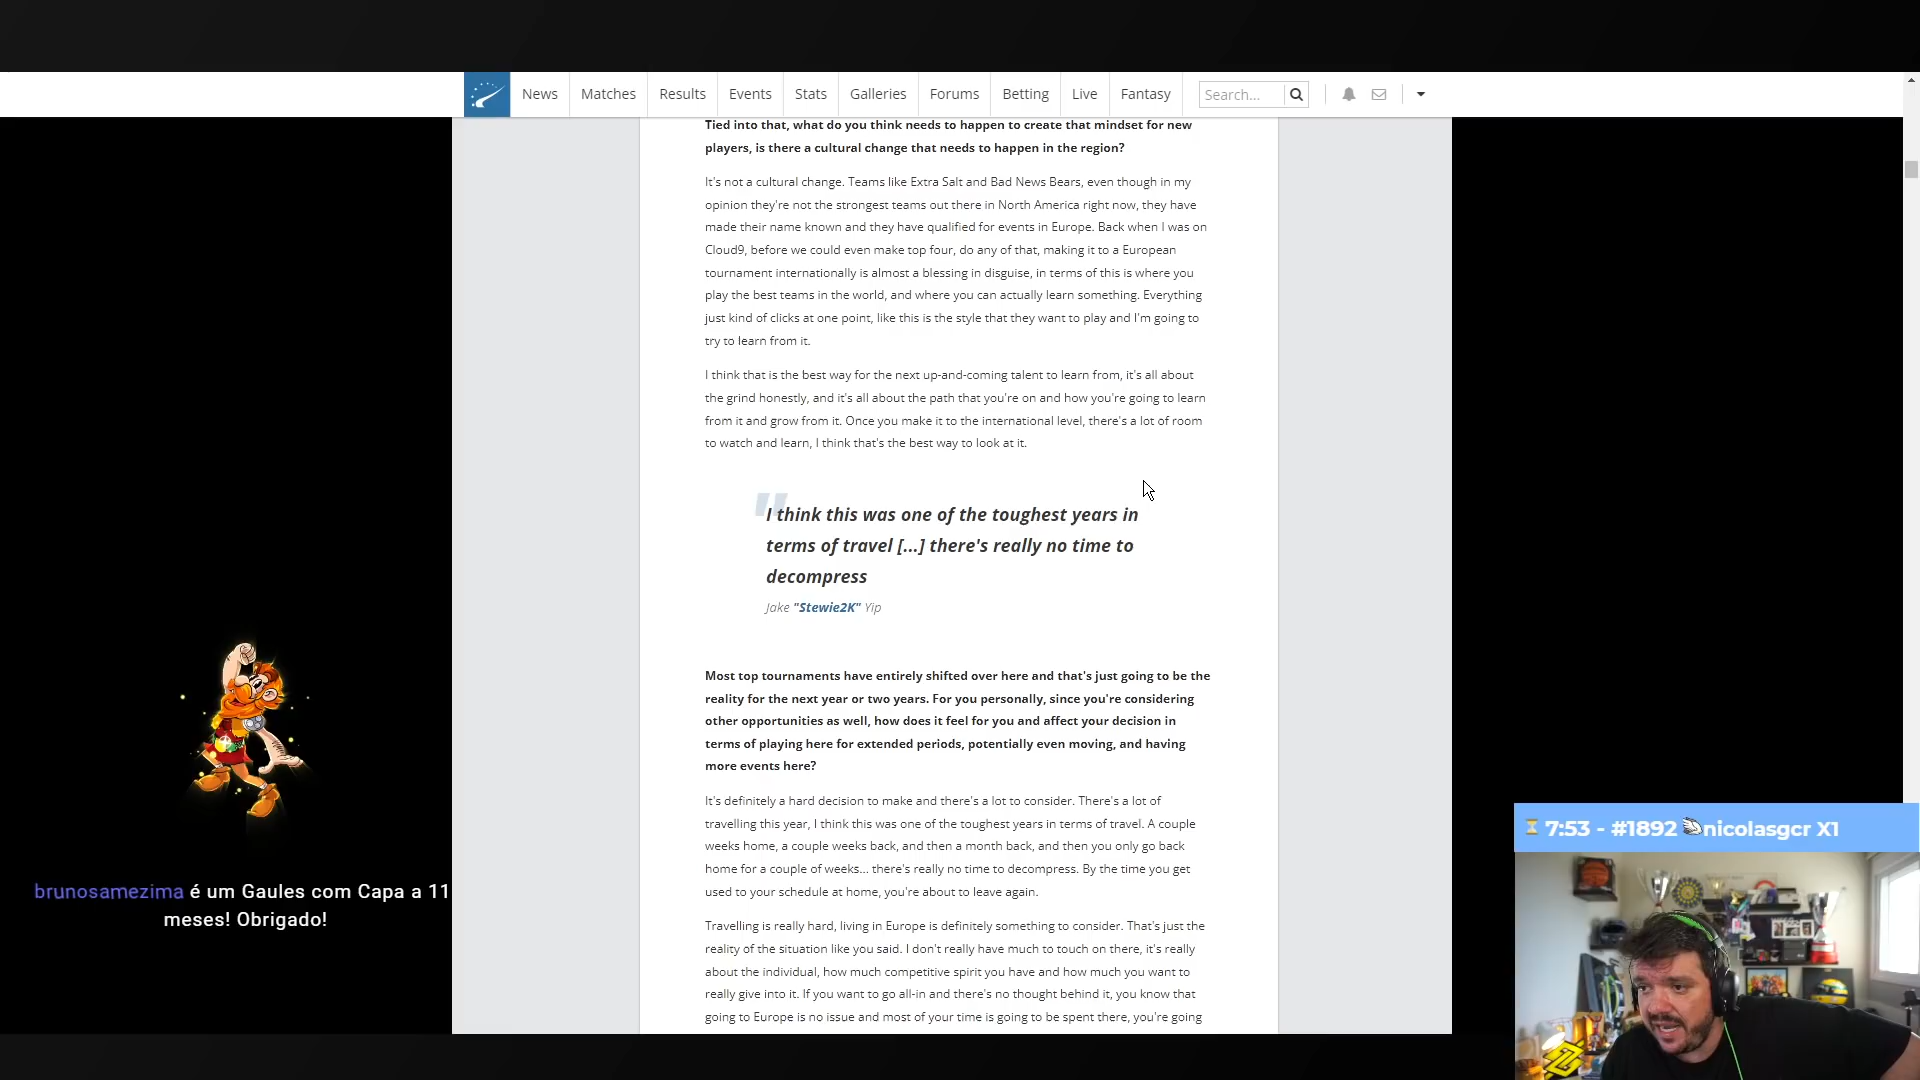 News
Matches
Results
Events
Stats
Galleries
Forums
Betting
Live
Fantasy
Search...
Tied into that, what do you think needs to happen to create that mindset for new
players, is there a cultural change that needs to happen in the region?
It's not a cultural change. Teams like Extra Salt and Bad News Bears, even though in my
opinion they're not the strongest teams out there in North America right now, they have
made their name known and they have qualified for events in Europe. Back when I was on
Cloud9, before we could even make top four, do any of that, making it to a European
tournament internationally is almost a blessing in disguise, in terms of this is where you
play the best teams in the world, and where you can actually learn something. Everything
just kind of clicks at one point, like this is the style that they want to play and I'm going to
try to learn from it.
I think that is the best way for the next up-and-coming talent to learn from, it's all about
the grind honestly, and it's all about the path that you're on and how you're going to learn
from it and grow from it. Once you make it to the international level, there's a lot of room
to watch and learn, I think that's the best way to look at it.
"
I think this was one of the toughest years in
terms of travel [...] there's really no time to
decompress
Jake "Stewie2K" Yip
Most top tournaments have entirely shifted over here and that's just going to be the
reality for the next year or two years. For you personally, since you're considering
other opportunities as well, how does it feel for you and affect your decision in
terms of playing here for extended periods, potentially even moving, and having
more events here?
It's definitely a hard decision to make and there's a lot to consider. There's a lot of
travelling this year, I think this was one of the toughest years in terms of travel. A couple
weeks home, a couple weeks back, and then a month back, and then you only go back
home for a couple of weeks... there's really no time to decompress. By the time you get
used to your schedule at home, you're about to leave again.
Travelling is really hard, living in Europe is definitely something to consider. That's just the
reality of the situation like you said. I don't really have much to touch on there, it's really
about the individual, how much competitive spirit you have and how much you want to
really give into it. If you want to go all-in and there's no thought behind it, you know that
going to Europe is no issue and most of your time is going to be spent there, you're going
brunosamezima é um Gaules com Capa a 11
meses! Obrigado!
7:53 - #1892 nicolasgcr X1